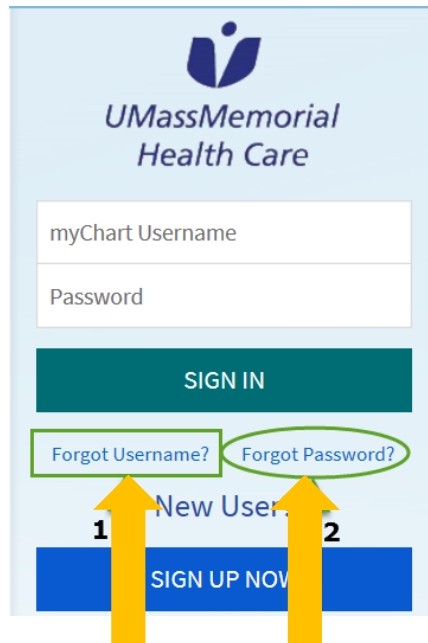 UMassMemorial
Health Care
myChart Username
Password
SIGN IN
Forgot Username? Forgot Password?
1 New User 2
SIGN UP NOW